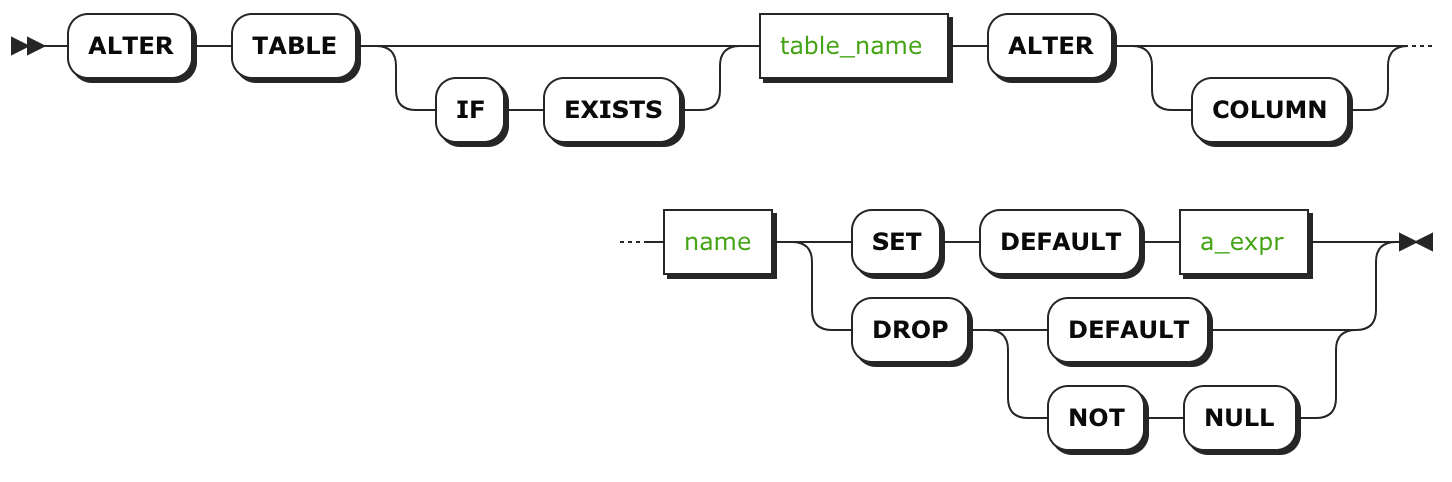 ALTER TABLE table_name ALTER
IF EXISTS COLUMN
name SET DEFAULT a_expr
DROP DEFAULT
NOT NULL